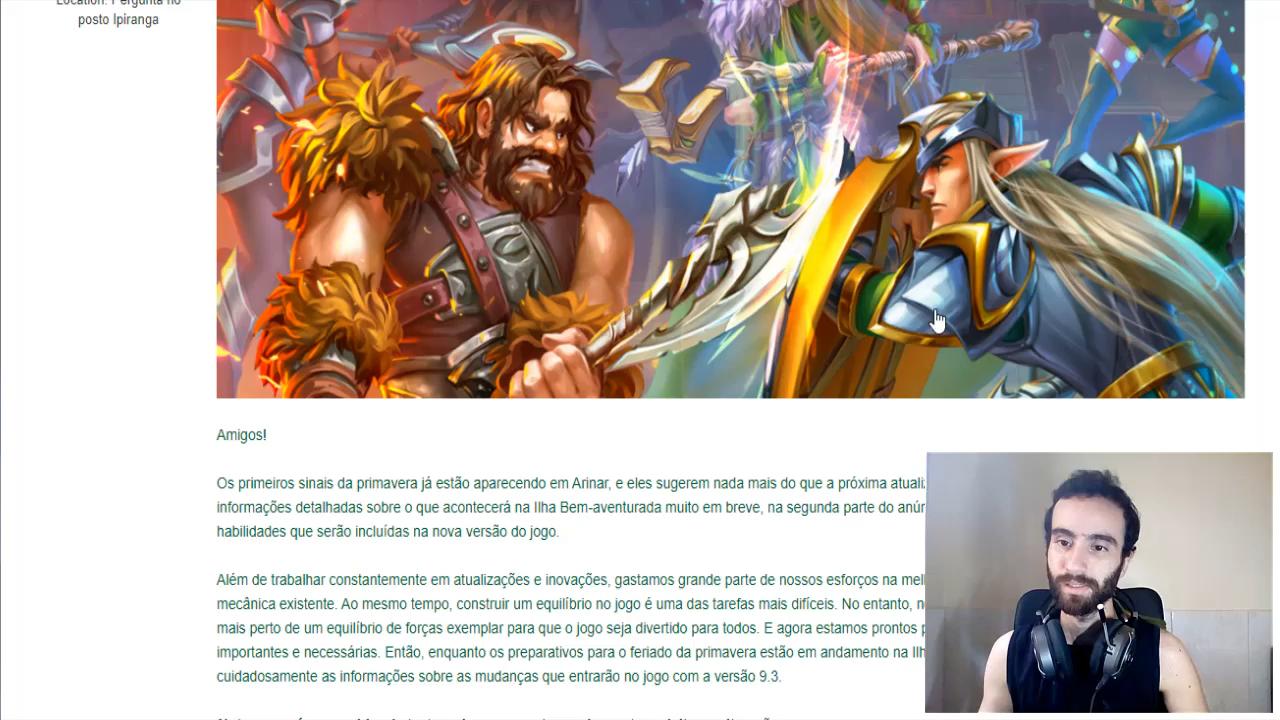 Location: Pergunta no
posto Ipiranga
Amigos!
Os primeiros sinais da primavera já estão aparecendo em Arinar, e eles sugerem nada mais do que a próxima
informações detalhadas sobre o que acontecerá na Ilha Bem-aventurada muito em breve, na segunda parte do
habilidades que serão incluídas na nova versão do jogo.
Além de trabalhar constantemente em atualizações e inovações, gastamos grande parte de nossos esforços na
mecânica existente. Ao mesmo tempo, construir um equilíbrio no jogo é uma das tarefas mais difíceis. No entanto,
mais perto de um equilíbrio de forças exemplar para que o jogo seja divertido para todos. E agora estamos prontos
importantes e necessárias. Então, enquanto os preparativos para o feriado da primavera estão em andamento na
cuidadosamente as informações sobre as mudanças que entrarão no jogo com a versão 9.3.